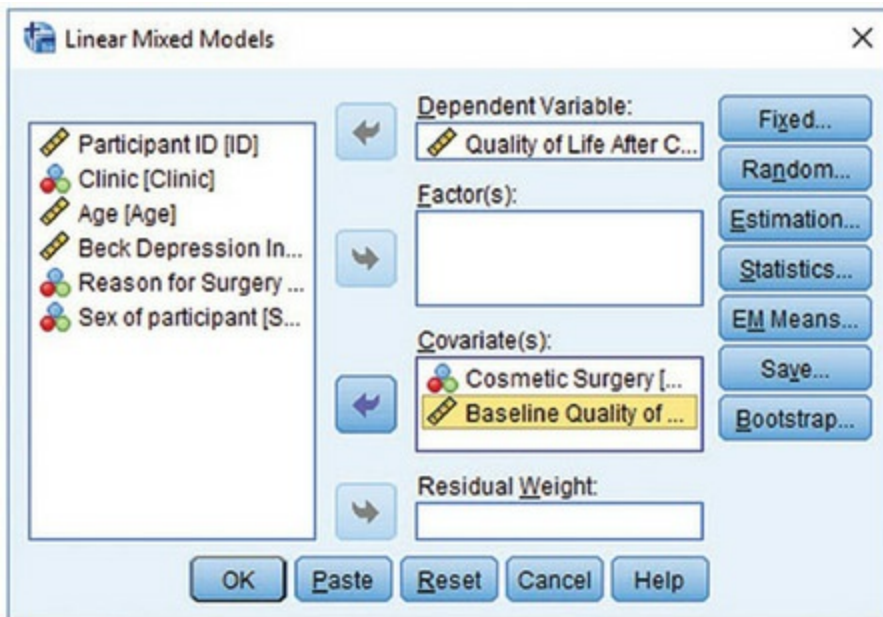 Linear Mixed Models
Participant ID [ID]
Clinic [Clinic]
Age [Age]
Beck Depression In...
Reason for Surgery ...
Sex of participant [S...
Dependent Variable:
Quality of Life After C...
Factor(s):
Covariate(s):
Cosmetic Surgery [...
Baseline Quality of ...
Residual Weight:
Fixed...
Random...
Estimation...
Statistics...
EM Means...
Save...
Bootstrap...
OK Paste Reset Cancel Help